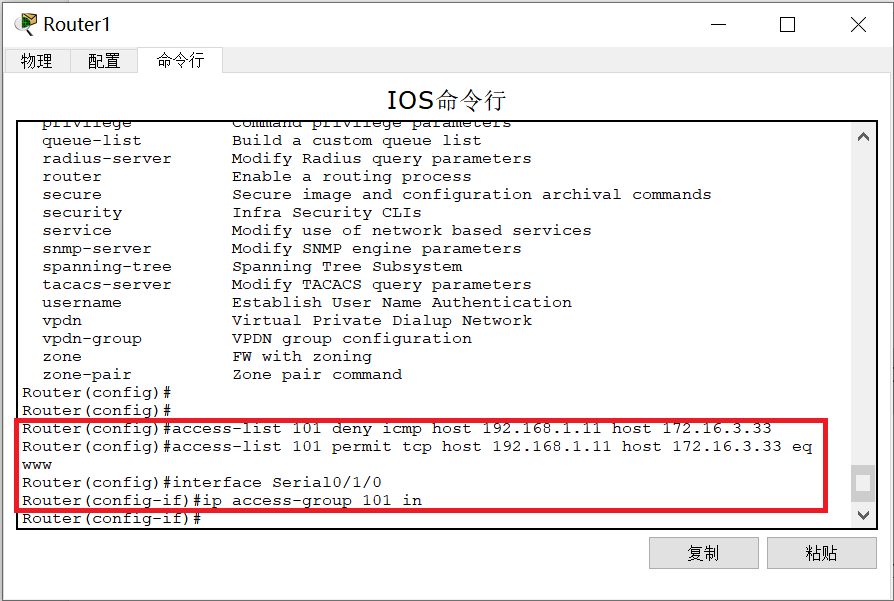 Router1
物理 配置 命令行
IOS命令行
privilege Command privilege parameters
queue-list Build a custom queue list
radius-server Modify Radius query parameters
router Enable a routing process
secure Secure image and configuration archival commands
security Infra Security CLIs
service Modify use of network based services
snmp-server Modify SNMP engine parameters
spanning-tree Spanning Tree Subsystem
tacacs-server Modify TACACS query parameters
username Establish User Name Authentication
vpdn Virtual Private Dialup Network
vpdn-group VPDN group configuration
zone FW with zoning
zone-pair Zone pair command
Router(config)#
Router(config)#
Router(config)#access-list 101 deny icmp host 192.168.1.11 host 172.16.3.33
Router(config)#access-list 101 permit tcp host 192.168.1.11 host 172.16.3.33 eq
www
Router(config)#interface Serial0/1/0
Router(config-if)#ip access-group 101 in
Router(config-if)#
复制 粘贴